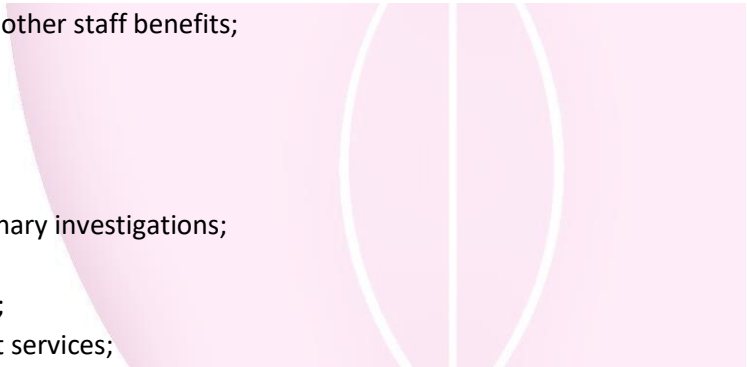 other staff benefits;
nary investigations;
;
t services;